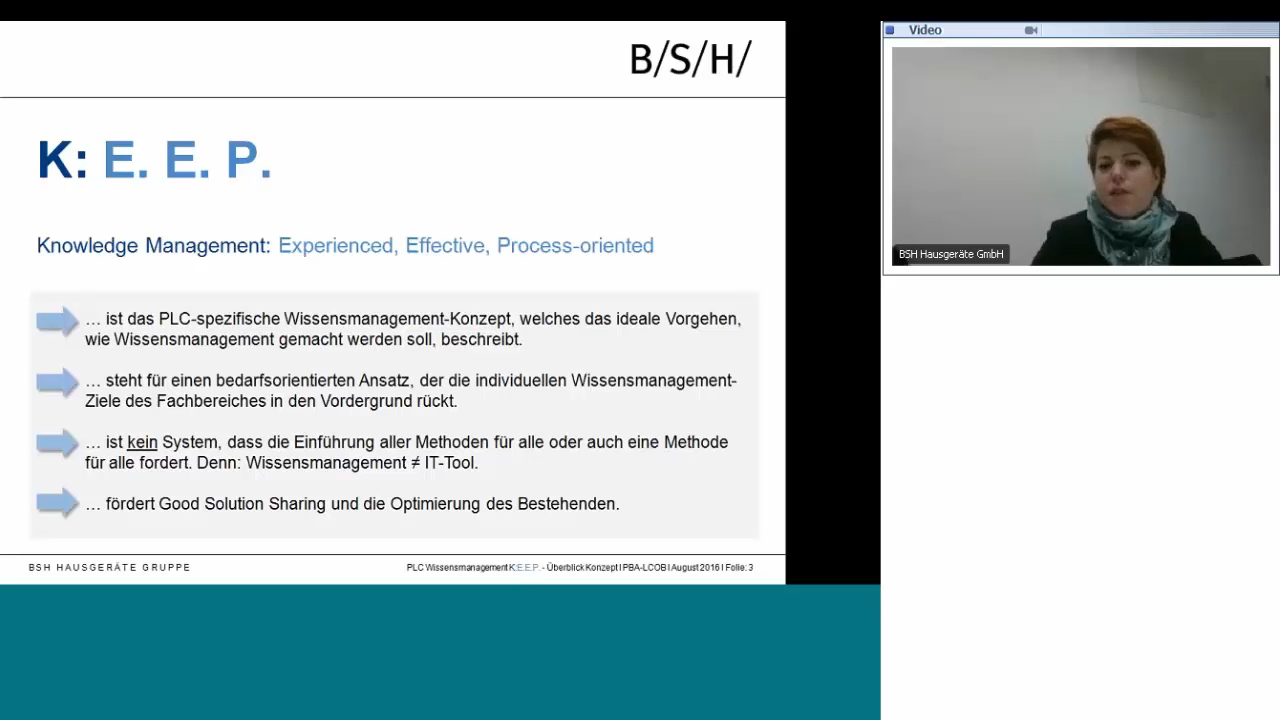 B/S/H/
K: E. E. P.
Knowledge Management: Experienced, Effective, Process-oriented
… ist das PLC-spezifische Wissensmanagement-Konzept, welches das ideale Vorgehen,
wie Wissensmanagement gemacht werden soll, beschreibt.
… steht für einen bedarfsorientierten Ansatz, der die individuellen Wissensmanagement-
Ziele des Fachbereiches in den Vordergrund rückt.
… ist kein System, dass die Einführung aller Methoden für alle oder auch eine Methode
für alle fordert. Denn: Wissensmanagement ≠ IT-Tool.
… fördert Good Solution Sharing und die Optimierung des Bestehenden.
BSH HAUSGERÄTE GRUPPE
PLC Wissensmanagement K:E.E.P. - Überblick Konzept I PBA-LCOB I August 2016 I Folie: 3
Video
BSH Hausgeräte GmbH